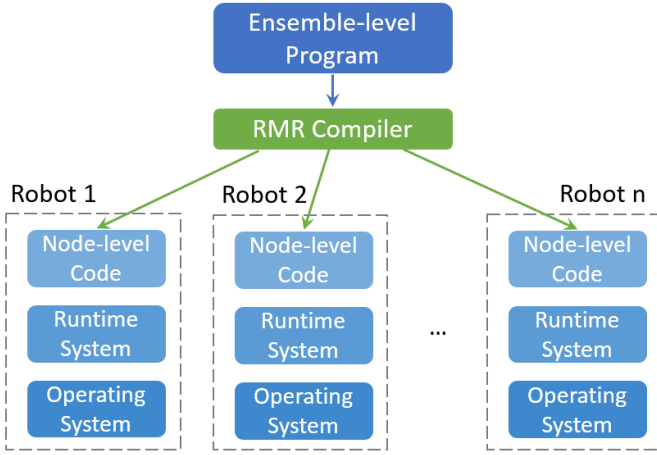 Ensemble-level
Program
RMR Compiler
Robot 1
Node-level
Code
Runtime
System
Operating
System
Robot 2
Node-level
Code
Runtime
System
Operating
System
...
Robot n
Node-level
Code
Runtime
System
Operating
System